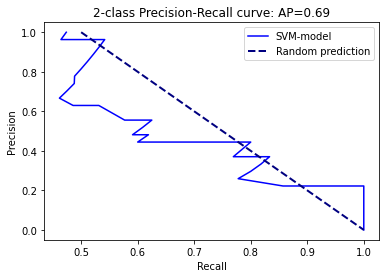 2-class Precision-Recall curve: AP=0.69
SVM-model
Random prediction
Precision
1.0
0.8
0.6
0.4
0.2
0.0
0.5
0.6
0.7
0.8
0.9
1.0
Recall